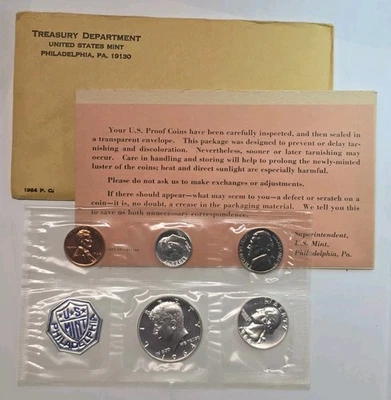 TREASURY DEPARTMENT
UNITED STATES MINT
PHILADELPHIA, PA. 19130
1964 P. C.
Your U.S. Proof Coins have been carefully inspected, and then sealed in
a transparent envelope. This package was designed to prevent or delay tar-
nishing and discoloration. Nevertheless, sooner or later tarnishing may
occur. Care in handling and storing will help to prolong the newly-minted
luster of the coins; heat and direct sunlight are especially harmful.
Please do not ask us to make exchanges or adjustments.
If there should appear—what may seem to you—a defect or scratch on a
coin—it is, no doubt, a crease in the packaging material. We tell you this
to save us both unnecessary correspondence.
Superintendent,
U.S. Mint,
Philadelphia, Pa.
U S
MINT
PHILADELPHIA
1964
LIBERTY